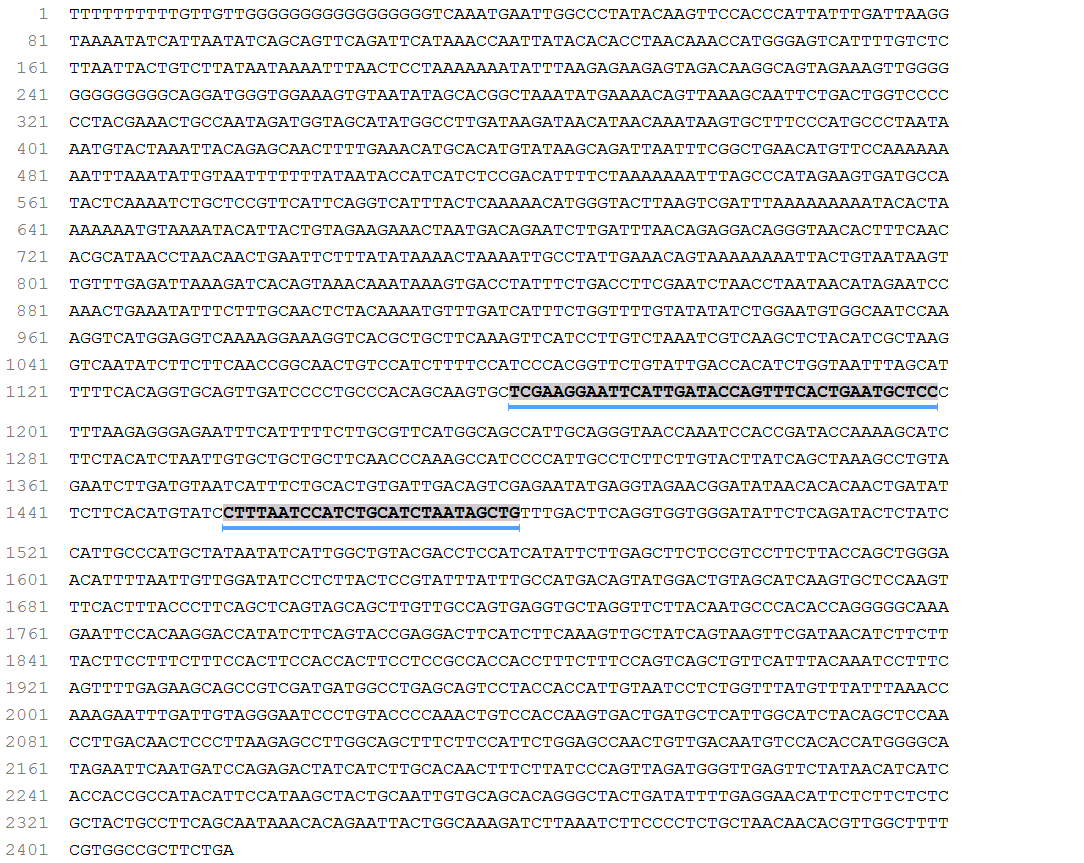 1 TTTTTTTTTTTGTTGTTGGGGGGGGGGGGGGGGGTCAAATGAATTGGCCCTATACAAGTTCCACCCATTATTTGATTAAGG
81 TAAAATATCATTAATATCAGCAGTTCAGATTCATAAACCAATTATACACACCTAACAAACCATGGGAGTCATTTTGTCTC
161 TTAATTACTGTCTTATAATAAAATTTAACTCCTAAAAAAATATTTAAGAGAAGAGTAGACAAGGCAGTAGAAAGTTGGGG
241 GGGGGGGGGCAGGATGGGTGGAAAGTGTAATATAGCACGGCTAAATATGAAAACAGTTAAAGCAATTCTGACTGGTCCCC
321 CCTACGAAACTGCCAATAGATGGTAGCATATGGCCTTGATAAGATAACATAACAAATAAGTGCTTTCCCATGCCCTAATA
401 AATGTACTAAATTACAGAGCAACTTTTGAAACATGCACATGTATAAGCAGATTAATTTCGGCTGAACATGTTCCAAAAAA
481 AATTTAAATATTGTAATTTTTTTATAATACCATCATCTCCGACATTTTCTAAAAAAATTTAGCCCATAGAAGTGATGCCA
561 TACTCAAAATCTGCTCCGTTCATTCAGGTCATTTACTCAAAAACATGGGTACTTAAGTCGATTTAAAAAAAAATACACTA
641 AAAAAATGTAAAATACATTACTGTAGAAGAAACTAATGACAGAATCTTGATTTAACAGAGGACAGGGTAACACTTTCAAC
721 ACGCATAACCTAACAACTGAATTCTTTATATAAAACTAAAATTGCCTATTGAAACAGTAAAAAAAATTACTGTAATAAGT
801 TGTTTGAGATTAAAGATCACAGTAAACAAATAAAGTGACCTATTTCTGACCTTCGAATCTAACCTAATAACATAGAATCC
881 AAACTGAAATATTTCTTTGCAACTCTACAAAATGTTTGATCATTTCTGGTTTTGTATATATCTGGAATGTGGCAATCCAA
961 AGGTCATGGAGGTCAAAAGGAAAGGTCACGCTGCTTCAAAGTTCATCCTTGTCTAAATCGTCAAGCTCTACATCGCTAAG
1041 GTCAATATCTTCTTCAACCGGCAACTGTCCATCTTTTCCATCCCACGGTTCTGTATTGACCACATCTGGTAATTTAGCAT
1121 TTTTCACAGGTGCAGTTGATCCCCTGCCCACAGCAAGTGCTCGAAGGAATTCATTGATACCAGTTTCACTGAATGCTCCC
1201 TTTAAGAGGGAGAATTTCATTTTTCTTGCGTTCATGGCAGCCATTGCAGGGTAACCAAATCCACCGATACCAAAAGCATC
1281 TTCTACATCTAATTGTGCTGCTGCTTCAACCCAAAGCCATCCCCATTGCCTCTTCTTGTACTTATCAGCTAAAGCCTGTA
1361 GAATCTTGATGTAATCATTTCTGCACTGTGATTGACAGTCGAGAATATGAGGTAGAACGGATATAACACACAACTGATAT
1441 TCTTCACATGTATCCTTTAATCCATCTGCATCTAATAGCTGTTTGACTTCAGGTGGTGGGATATTCTCAGATACTCTATC
1521 CATTGCCCATGCTATAATATCATTGGCTGTACGACCTCCATCATATTCTTGAGCTTCTCCGTCCTTCTTACCAGCTGGGA
1601 ACATTTTAATTGTTGGATATCCTCTTACTCCGTATTTATTTGCCATGACAGTATGGACTGTAGCATCAAGTGCTCCAAGT
1681 TTCACTTTACCCTTCAGCTCAGTAGCAGCTTGTTGCCAGTGAGGTGCTAGGTTCTTACAATGCCCACACCAGGGGGCAAA
1761 GAATTCCACAAGGACCATATCTTCAGTACCGAGGACTTCATCTTCAAAGTTGCTATCAGTAAGTTCGATAACATCTTCTT
1841 TACTTCCTTTCTTTCCACTTCCACCACTTCCTCCGCCACCACCTTTCTTTCCAGTCAGCTGTTCATTTACAAATCCTTTC
1921 AGTTTTGAGAAGCAGCCGTCGATGATGGCCTGAGCAGTCCTACCACCATTGTAATCCTCTGGTTTATGTTTATTTAAACC
2001 AAAGAATTTGATTGTAGGGAATCCCTGTACCCCAAACTGTCCACCAAGTGACTGATGCTCATTGGCATCTACAGCTCCAA
2081 CCTTGACAACTCCCTTAAGAGCCTTGGCAGCTTTCTTCCATTCTGGAGCCAACTGTTGACAATGTCCACACCATGGGGCA
2161 TAGAATTCAATGATCCAGAGACTATCATCTTGCACAACTTTCTTATCCCAGTTAGATGGGTTGAGTTCTATAACATCATC
2241 ACCACCGCCATACATTCCATAAGCTACTGCAATTGTGCAGCACAGGGCTACTGATATTTTGAGGAACATTCTCTTCTCTC
2321 GCTACTGCCTTCAGCAATAAACACAGAATTACTGGCAAAGATCTTAAATCTTCCCCTCTGCTAACAACACGTTGGCTTTT
2401 CGTGGCCGCTTCTGA